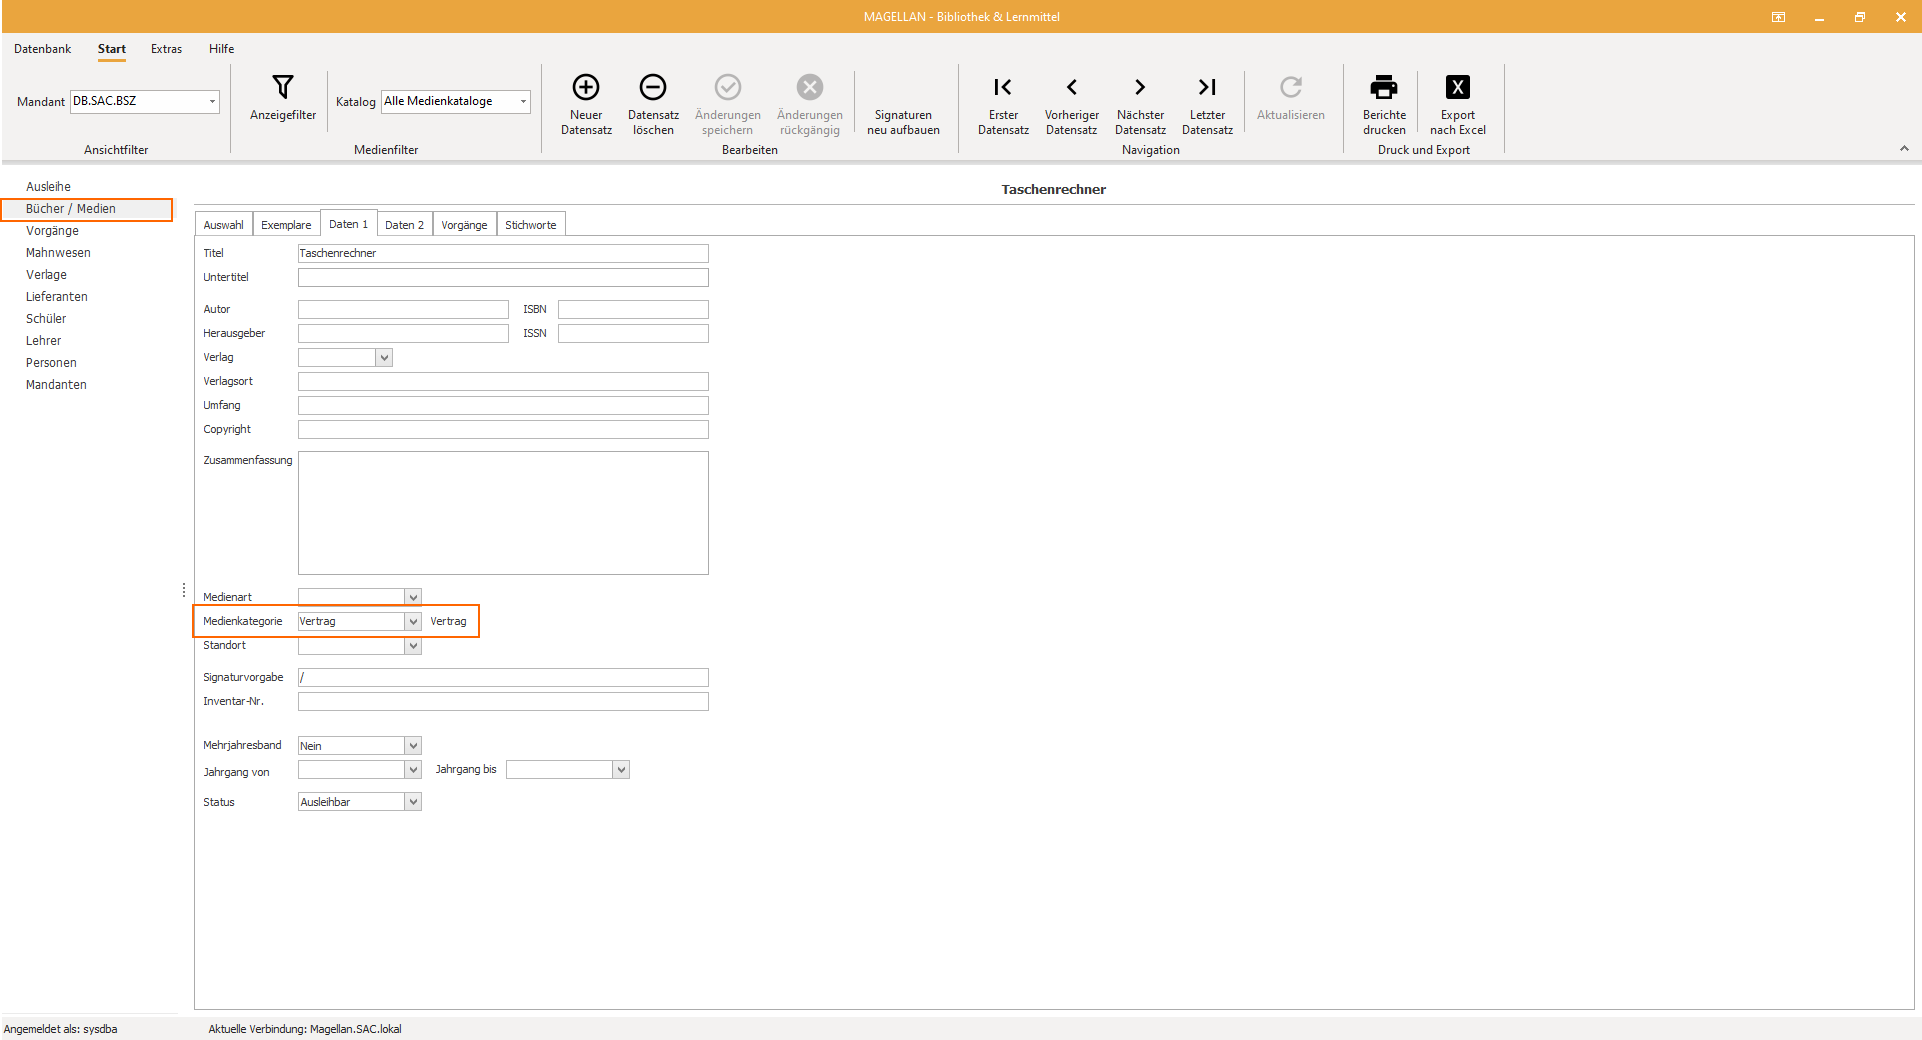 MAGELLAN - Bibliothek & Lernmittel
Datenbank Start Extras Hilfe
Mandant DB.SAC.BSZ
Ansichtfilter
Anzeigefilter
Katalog Alle Medienkataloge
Medienfilter
Neuer
Datensatz
Datensatz
löschen
Änderungen
speichern
Änderungen
rückgängig
Signaturen
neu aufbauen
Bearbeiten
Erster
Datensatz
Vorheriger
Datensatz
Nächster
Datensatz
Letzter
Datensatz
Aktualisieren
Navigation
Berichte
drucken
Export
nach Excel
Druck und Export
Ausleihe
Bücher / Medien
Vorgänge
Mahnwesen
Verlage
Lieferanten
Schüler
Lehrer
Personen
Mandanten
Taschenrechner
Auswahl Exemplare Daten 1 Daten 2 Vorgänge Stichworte
Titel Taschenrechner
Untertitel
Autor ISBN
Herausgeber ISSN
Verlag
Verlagsort
Umfang
Copyright
Zusammenfassung
Medienart
Medienkategorie Vertrag Vertrag
Standort
Signaturvorgabe /
Inventar-Nr.
Mehrjahresband Nein
Jahrgang von Jahrgang bis
Status Ausleihbar
Angemeldet als: sysdba Aktuelle Verbindung: Magellan.SAC.lokal